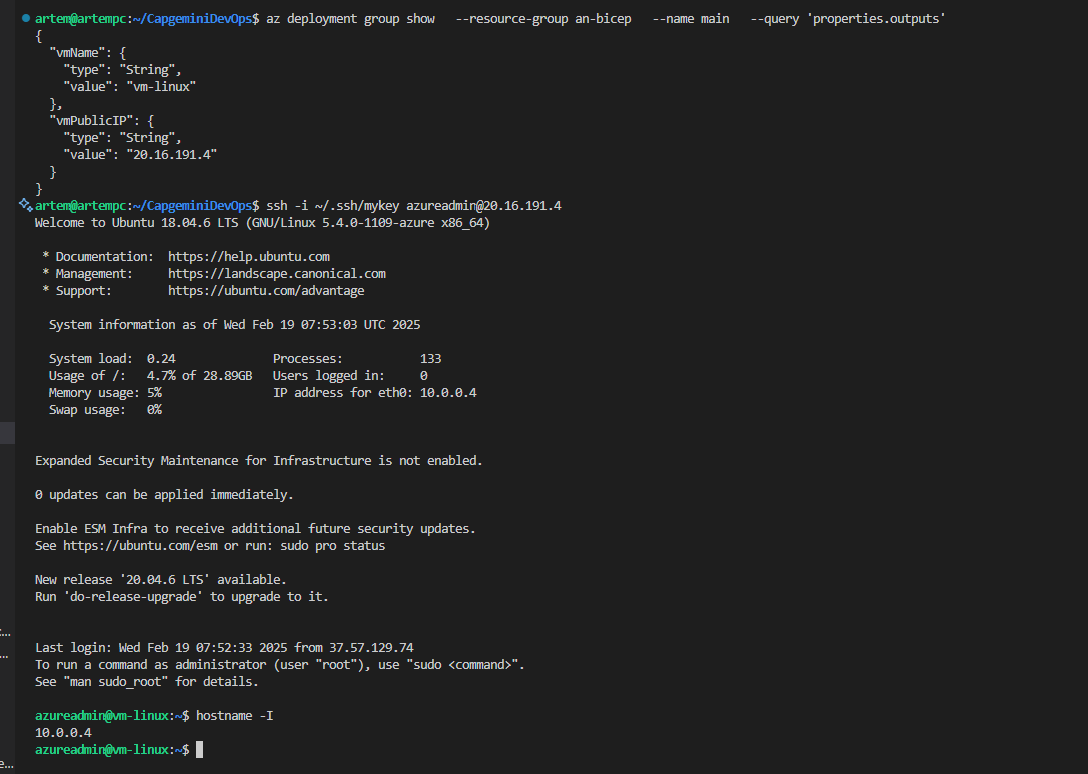 artem@artempc:~/CapgeminiDevOps$ az deployment group show   --resource-group an-bicep   --name main   --query 'properties.outputs'
{
  "vmName": {
    "type": "String",
    "value": "vm-linux"
  },
  "vmPublicIP": {
    "type": "String",
    "value": "20.16.191.4"
  }
}
artem@artempc:~/CapgeminiDevOps$ ssh -i ~/.ssh/mykey azureadmin@20.16.191.4
Welcome to Ubuntu 18.04.6 LTS (GNU/Linux 5.4.0-1109-azure x86_64)

 * Documentation:  https://help.ubuntu.com
 * Management:     https://landscape.canonical.com
 * Support:        https://ubuntu.com/advantage

  System information as of Wed Feb 19 07:53:03 UTC 2025

  System load:  0.24              Processes:           133
  Usage of /:   4.7% of 28.89GB   Users logged in:     0
  Memory usage: 5%                IP address for eth0: 10.0.0.4
  Swap usage:   0%

Expanded Security Maintenance for Infrastructure is not enabled.

0 updates can be applied immediately.

Enable ESM Infra to receive additional future security updates.
See https://ubuntu.com/esm or run: sudo pro status

New release '20.04.6 LTS' available.
Run 'do-release-upgrade' to upgrade to it.

Last login: Wed Feb 19 07:52:33 2025 from 37.57.129.74
To run a command as administrator (user "root"), use "sudo <command>".
See "man sudo_root" for details.

azureadmin@vm-linux:~$ hostname -I
10.0.0.4
azureadmin@vm-linux:~$